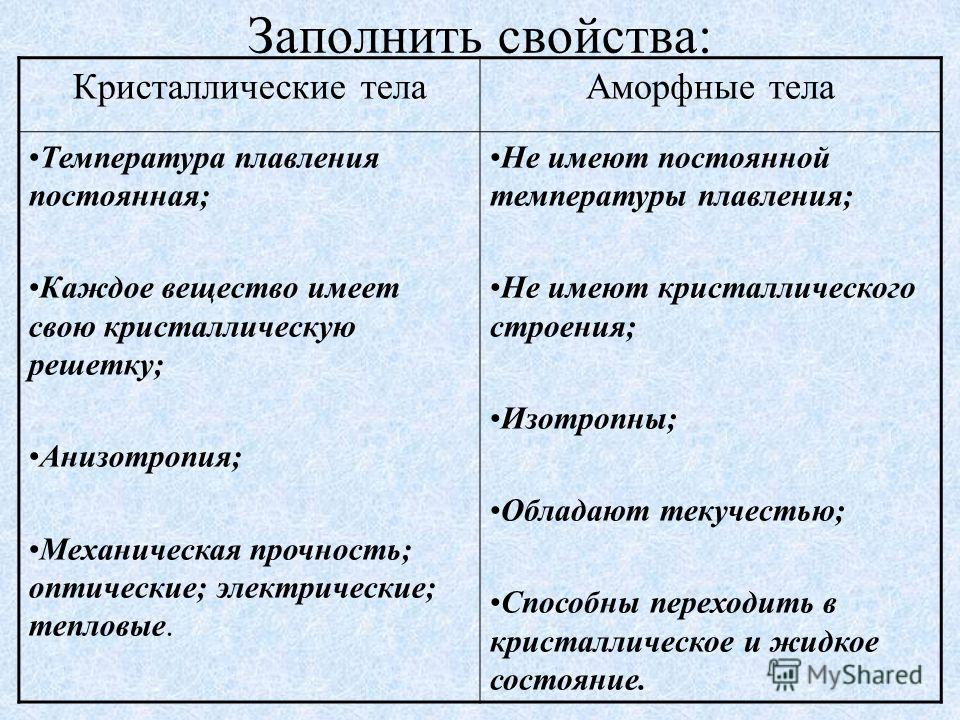 Заполнить свойства:
Кристаллические тела
Аморфные тела
•Температура плавления
постоянная;
•Каждое вещество имеет
свою кристаллическую
решетку;
•Анизотропия;
•Механическая прочность;
оптические; электрические;
тепловые.
•Не имеют постоянной
температуры плавления;
•Не имеют кристаллического
строения;
•Изотропны;
•Обладают текучестью;
•Способны переходить в
кристаллическое и жидкое
состояние.
MyShared